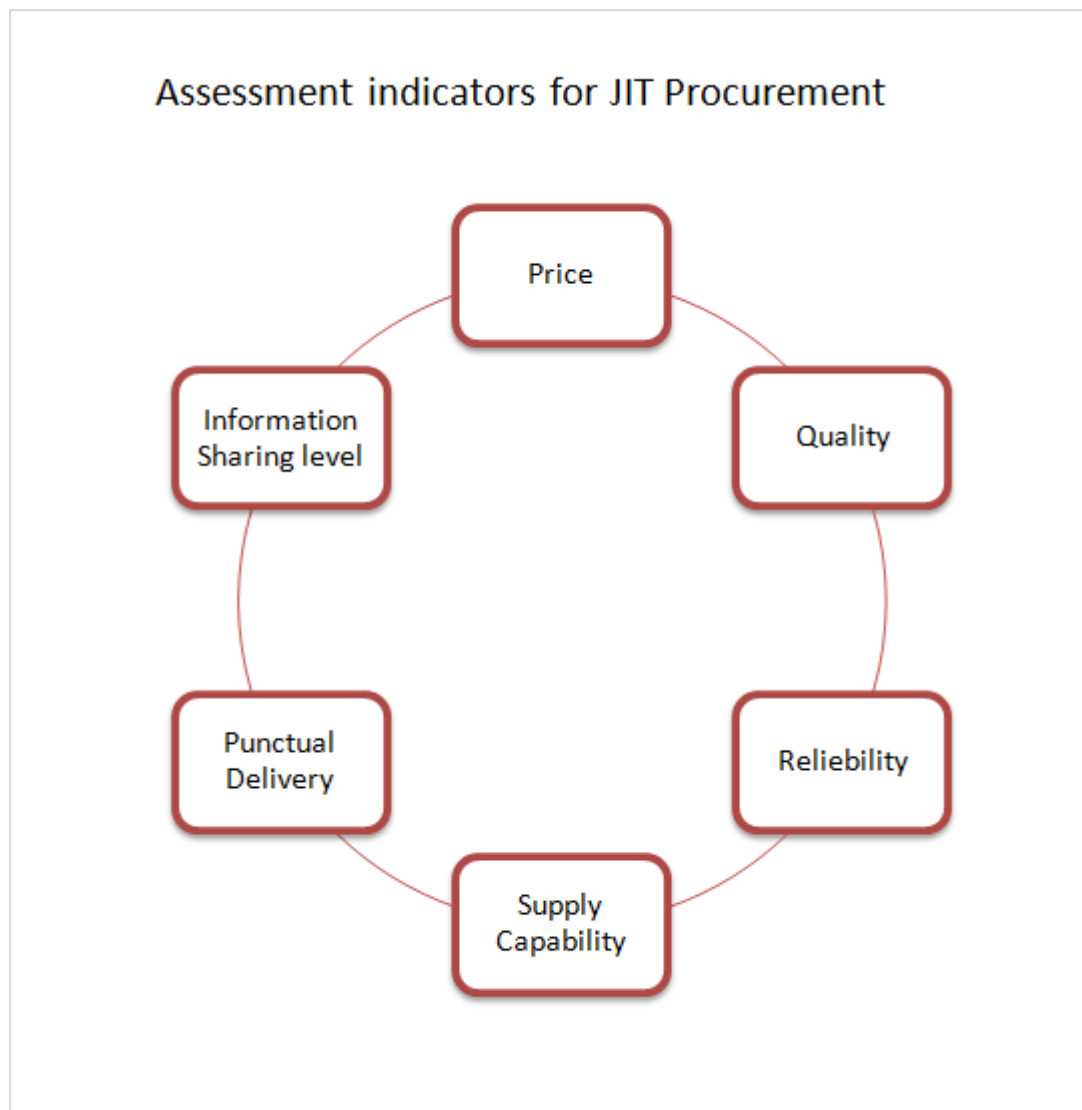 Assessment indicators for JIT Procurement
Price
Quality
Reliebility
Supply
Capability
Punctual
Delivery
Information
Sharing level